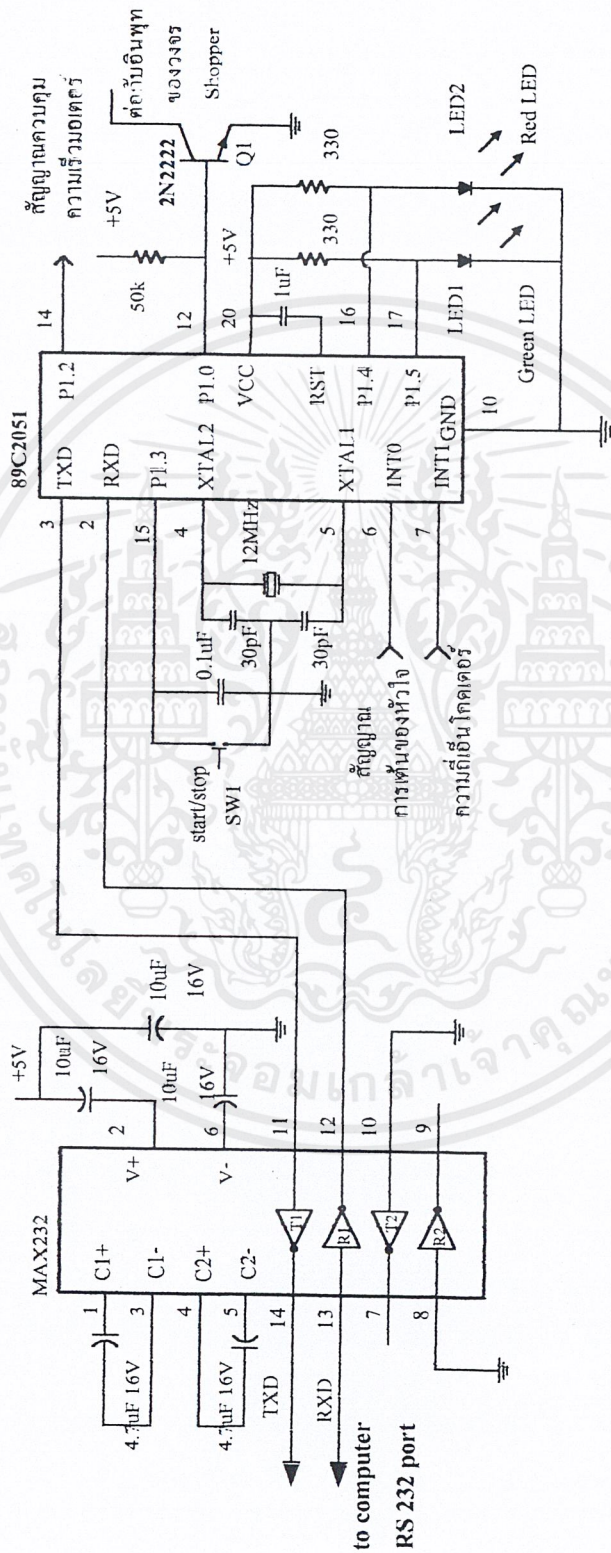 MAX232
1
C1+
3
C1-
4
C2+
5
C2-
4.7uF 16V
4.7uF 16V
2
V+
6
V-
+5V
10uF
16V
10uF
16V
10uF
16V
14
T1
11
13
R1
12
7
T2
10
8
R2
9
TXD
RXD
to computer
RS 232 port
89C2051
3
TXD
2
RXD
15
P1.3
4
XTAL2
5
XTAL1
6
INT0
7
INT1
GND
10
14
P1.2
12
P1.0
20
VCC
RST
16
P1.4
17
P1.5
start/stop
SW1
0.1uF
30pF
30pF
12MHz
สัญญาณ
การเต้นของหัวใจ
ความถี่เอ็นโคดเดอร์
สัญญาณควบคุม
ความเร็วมอเตอร์
+5V
50k
2N2222
Q1
ต่อกับอินพุท
ของวงจร
Shopper
+5V
1uF
330
330
LED1
Green LED
LED2
Red LED